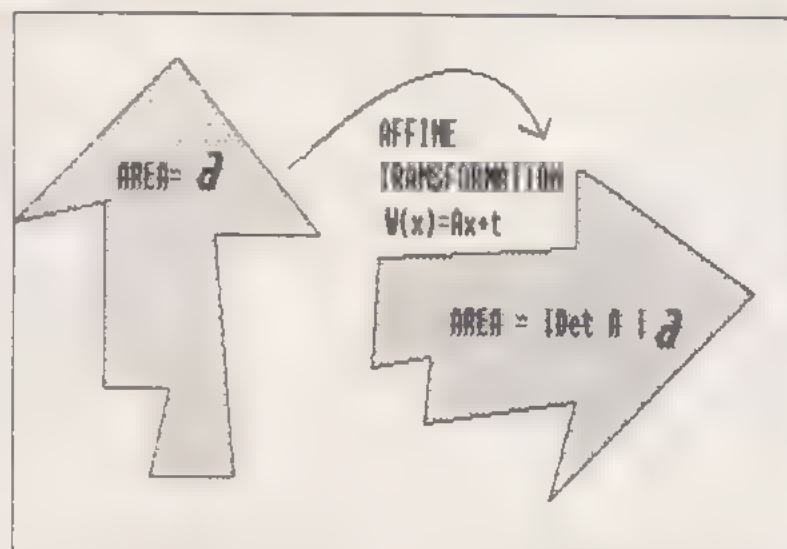 AREA= a
AFFINE
TRANSFORMATION
W(x)=Ax+t
AREA = |Det A | a